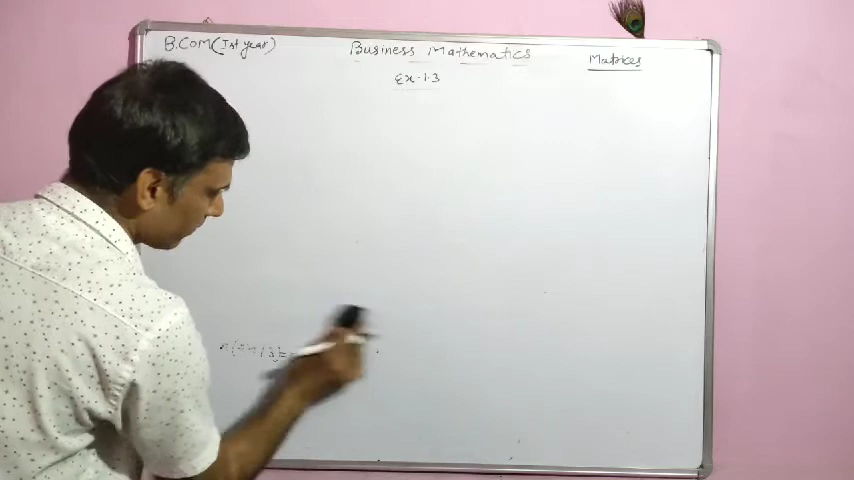 B.COM (Ist year)
Business Mathematics
Matrices
Ex-1.3